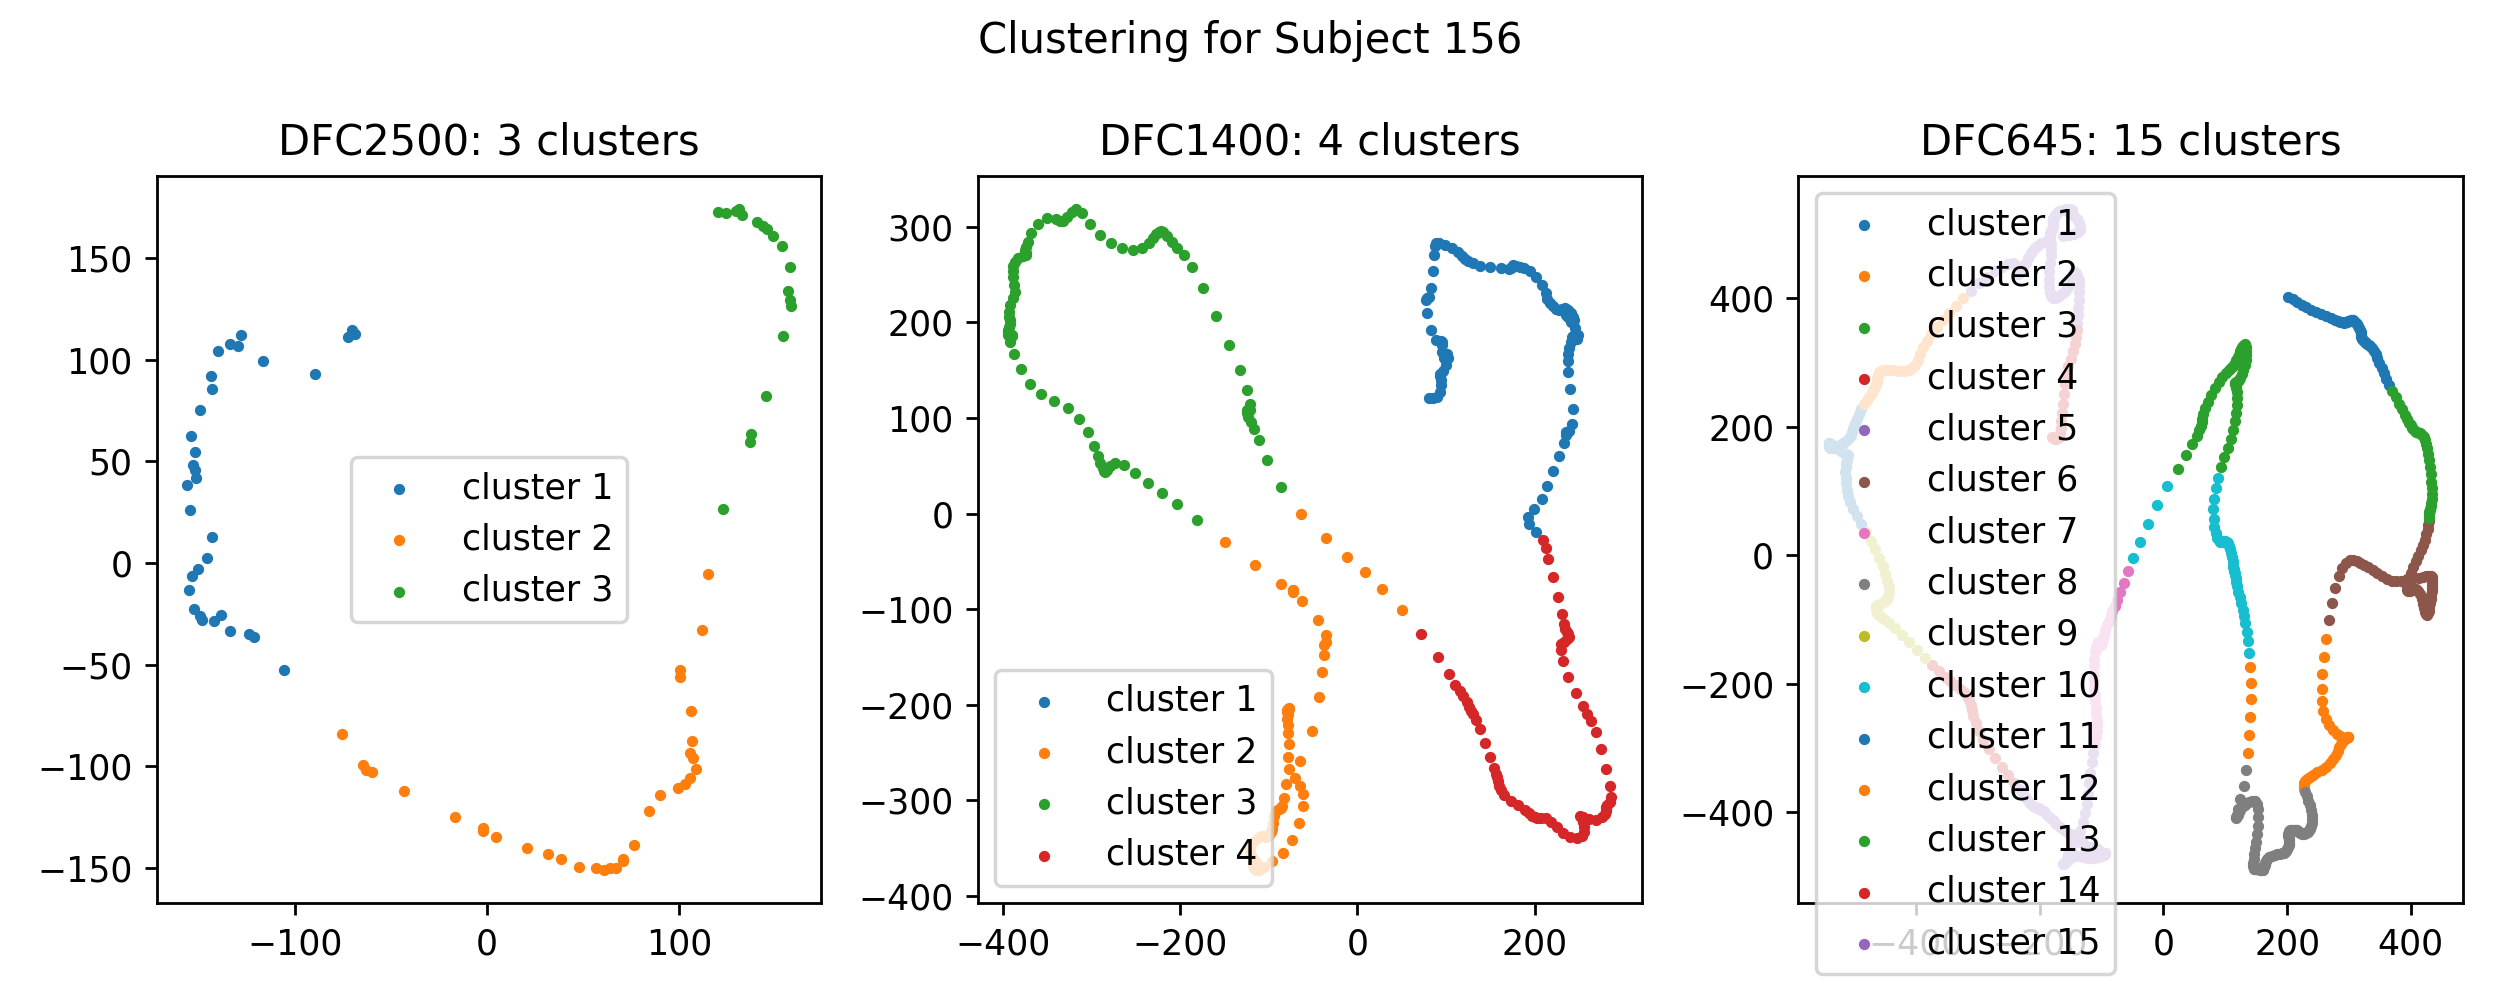 Clustering for Subject 156
DFC2500: 3 clusters
150
100
50
0
−50
−100
−150
−100
0
100
cluster 1
cluster 2
cluster 3
DFC1400: 4 clusters
300
200
100
0
−100
−200
−300
−400
−400
−200
0
200
cluster 1
cluster 2
cluster 3
cluster 4
DFC645: 15 clusters
400
200
0
−200
−400
−400
−200
0
200
400
cluster 1
cluster 2
cluster 3
cluster 4
cluster 5
cluster 6
cluster 7
cluster 8
cluster 9
cluster 10
cluster 11
cluster 12
cluster 13
cluster 14
cluster 15